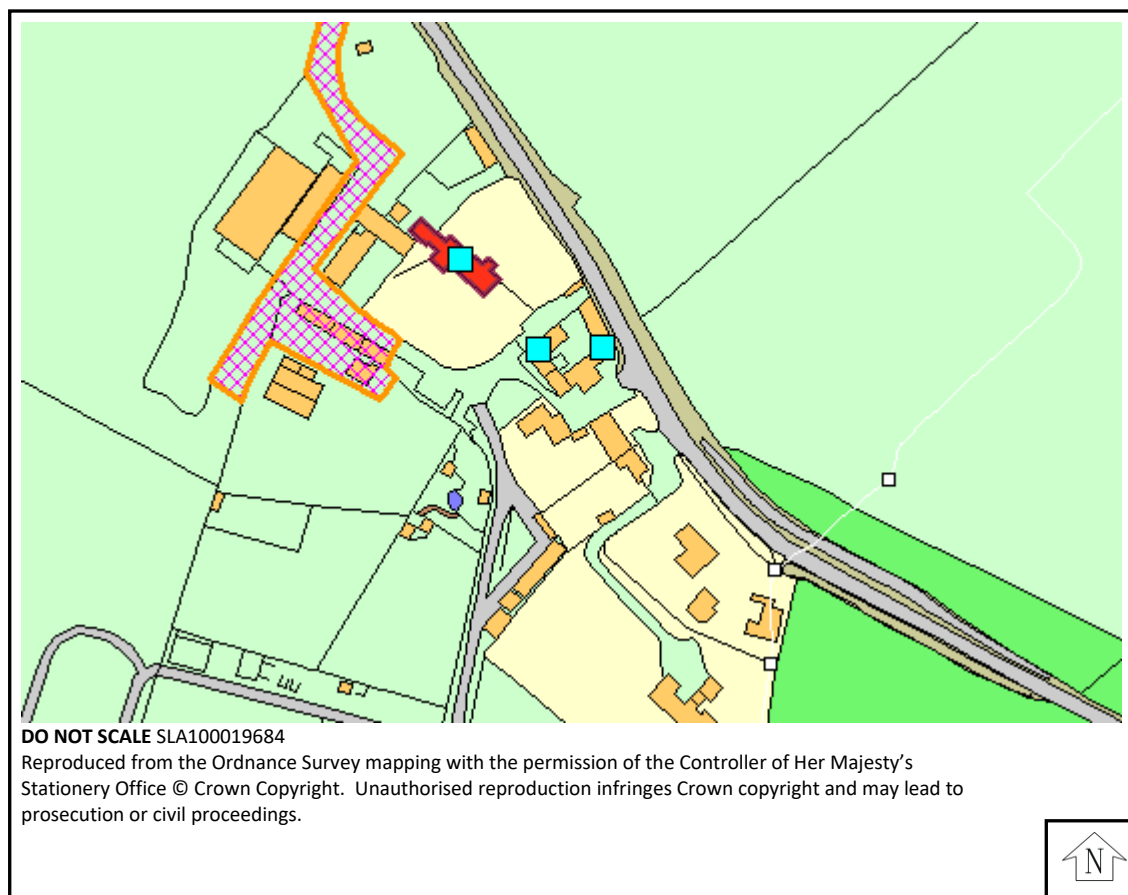 DO NOT SCALE SLA100019684
Reproduced from the Ordnance Survey mapping with the permission of the Controller of Her Majesty’s
Stationery Office © Crown Copyright.  Unauthorised reproduction infringes Crown copyright and may lead to
prosecution or civil proceedings.
N